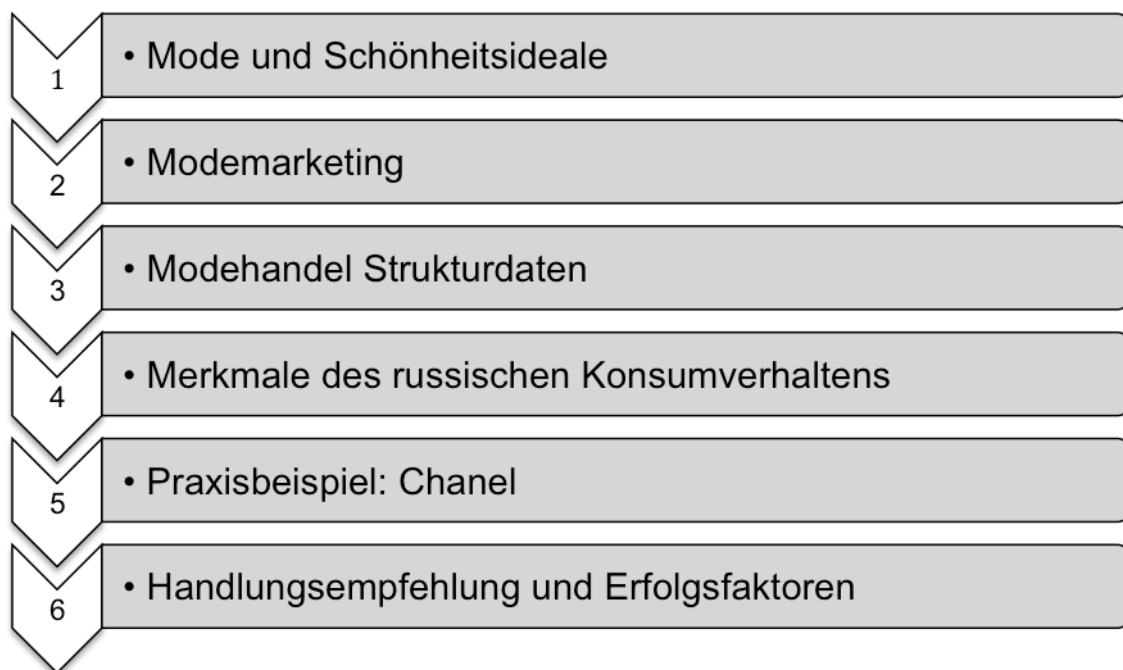 1 • Mode und Schönheitsideale
2 • Modemarketing
3 • Modehandel Strukturdaten
4 • Merkmale des russischen Konsumverhaltens
5 • Praxisbeispiel: Chanel
6 • Handlungsempfehlung und Erfolgsfaktoren